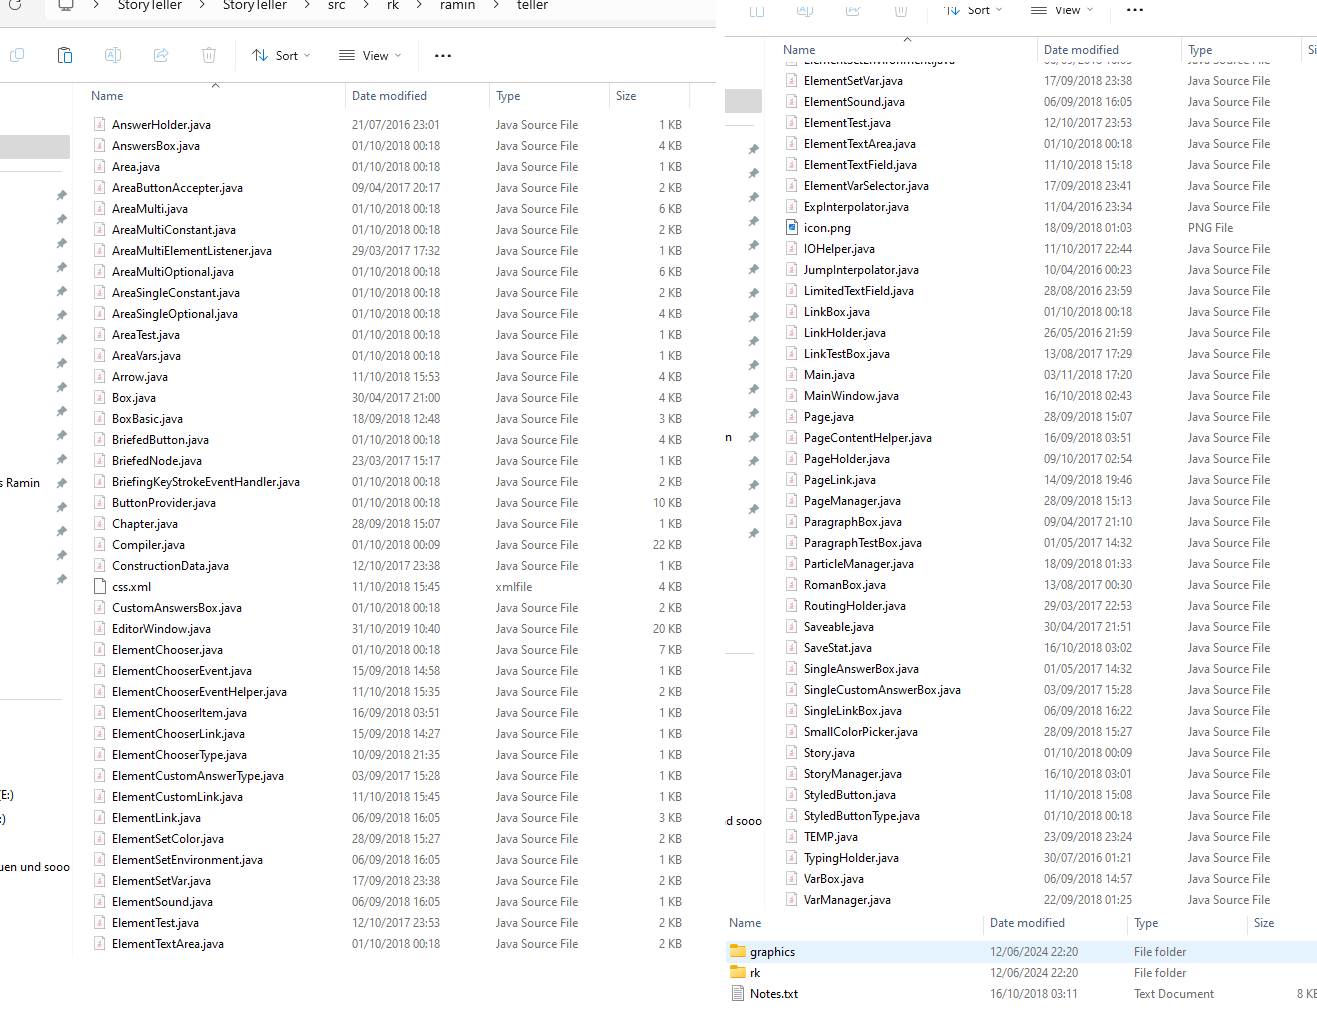 StoryTeller > StoryTeller > src > rk > ramin > teller
Sort View ...
Name Date modified Type Size
AnswerHolder.java 21/07/2016 23:01 Java Source File 1 KB
AnswersBox.java 01/10/2018 00:18 Java Source File 4 KB
Area.java 01/10/2018 00:18 Java Source File 1 KB
AreaButtonAccepter.java 09/04/2017 20:17 Java Source File 2 KB
AreaMulti.java 01/10/2018 00:18 Java Source File 6 KB
AreaMultiConstant.java 01/10/2018 00:18 Java Source File 2 KB
AreaMultiElementListener.java 29/03/2017 17:32 Java Source File 1 KB
AreaMultiOptional.java 01/10/2018 00:18 Java Source File 6 KB
AreaSingleConstant.java 01/10/2018 00:18 Java Source File 2 KB
AreaSingleOptional.java 01/10/2018 00:18 Java Source File 4 KB
AreaTest.java 01/10/2018 00:18 Java Source File 1 KB
AreaVars.java 01/10/2018 00:18 Java Source File 1 KB
Arrow.java 11/10/2018 15:53 Java Source File 4 KB
Box.java 30/04/2017 21:00 Java Source File 4 KB
BoxBasic.java 18/09/2018 12:48 Java Source File 3 KB
BriefedButton.java 01/10/2018 00:18 Java Source File 4 KB
BriefedNode.java 23/03/2017 15:17 Java Source File 1 KB
s Ramin
BriefingKeyStrokeEventHandler.java 01/10/2018 00:18 Java Source File 2 KB
ButtonProvider.java 01/10/2018 00:18 Java Source File 10 KB
Chapter.java 28/09/2018 15:07 Java Source File 1 KB
Compiler.java 01/10/2018 00:09 Java Source File 22 KB
ConstructionData.java 12/10/2017 23:38 Java Source File 1 KB
css.xml 11/10/2018 15:45 xmlfile 4 KB
CustomAnswersBox.java 01/10/2018 00:18 Java Source File 2 KB
EditorWindow.java 31/10/2019 10:40 Java Source File 20 KB
ElementChooser.java 01/10/2018 00:18 Java Source File 7 KB
ElementChooserEvent.java 15/09/2018 14:58 Java Source File 1 KB
ElementChooserEventHelper.java 11/10/2018 15:35 Java Source File 2 KB
ElementChooserItem.java 16/09/2018 03:51 Java Source File 1 KB
ElementChooserLink.java 15/09/2018 14:27 Java Source File 1 KB
ElementChooserType.java 10/09/2018 21:35 Java Source File 1 KB
ElementCustomAnswerType.java 03/09/2017 15:28 Java Source File 1 KB
E:)
ElementCustomLink.java 11/10/2018 15:45 Java Source File 1 KB
:)
ElementLink.java 06/09/2018 16:05 Java Source File 3 KB
ElementSetColor.java 28/09/2018 15:27 Java Source File 2 KB
ElementSetEnvironment.java 06/09/2018 16:05 Java Source File 1 KB
uen und sooo
ElementSetVar.java 17/09/2018 23:38 Java Source File 2 KB
ElementSound.java 06/09/2018 16:05 Java Source File 1 KB
ElementTest.java 12/10/2017 23:53 Java Source File 2 KB
ElementTextArea.java 01/10/2018 00:18 Java Source File 2 KB
Sort View ...
Name Date modified Type Si
ElementSetEnvironment.java 06/09/2018 16:05 Java Source File
ElementSetVar.java 17/09/2018 23:38 Java Source File
ElementSound.java 06/09/2018 16:05 Java Source File
ElementTest.java 12/10/2017 23:53 Java Source File
ElementTextArea.java 01/10/2018 00:18 Java Source File
ElementTextField.java 11/10/2018 15:18 Java Source File
ElementVarSelector.java 17/09/2018 23:41 Java Source File
ExpInterpolator.java 11/04/2016 23:34 Java Source File
icon.png 18/09/2018 01:03 PNG File
IOHelper.java 11/10/2017 22:44 Java Source File
JumpInterpolator.java 10/04/2016 00:23 Java Source File
LimitedTextField.java 28/08/2016 23:59 Java Source File
LinkBox.java 01/10/2018 00:18 Java Source File
LinkHolder.java 26/05/2016 21:59 Java Source File
LinkTestBox.java 13/08/2017 17:29 Java Source File
Main.java 03/11/2018 17:20 Java Source File
MainWindow.java 16/10/2018 02:43 Java Source File
Page.java 28/09/2018 15:07 Java Source File
n
PageContentHelper.java 16/09/2018 03:51 Java Source File
PageHolder.java 09/10/2017 02:54 Java Source File
PageLink.java 14/09/2018 19:46 Java Source File
PageManager.java 28/09/2018 15:13 Java Source File
ParagraphBox.java 09/04/2017 21:10 Java Source File
ParagraphTestBox.java 01/05/2017 14:32 Java Source File
ParticleManager.java 18/09/2018 01:33 Java Source File
RomanBox.java 13/08/2017 00:30 Java Source File
RoutingHolder.java 29/03/2017 22:53 Java Source File
Saveable.java 30/04/2017 21:51 Java Source File
SaveStat.java 16/10/2018 03:02 Java Source File
SingleAnswerBox.java 01/05/2017 14:32 Java Source File
SingleCustomAnswerBox.java 03/09/2017 15:28 Java Source File
SingleLinkBox.java 06/09/2018 16:22 Java Source File
SmallColorPicker.java 28/09/2018 15:27 Java Source File
Story.java 01/10/2018 00:09 Java Source File
StoryManager.java 16/10/2018 03:01 Java Source File
StyledButton.java 11/10/2018 15:08 Java Source File
StyledButtonType.java 01/10/2018 00:18 Java Source File
d sooo
TEMP.java 23/09/2018 23:24 Java Source File
TypingHolder.java 30/07/2016 01:21 Java Source File
VarBox.java 06/09/2018 14:57 Java Source File
VarManager.java 22/09/2018 01:25 Java Source File
Name Date modified Type Size
graphics 12/06/2024 22:20 File folder
rk 12/06/2024 22:20 File folder
Notes.txt 16/10/2018 03:11 Text Document 8 KB